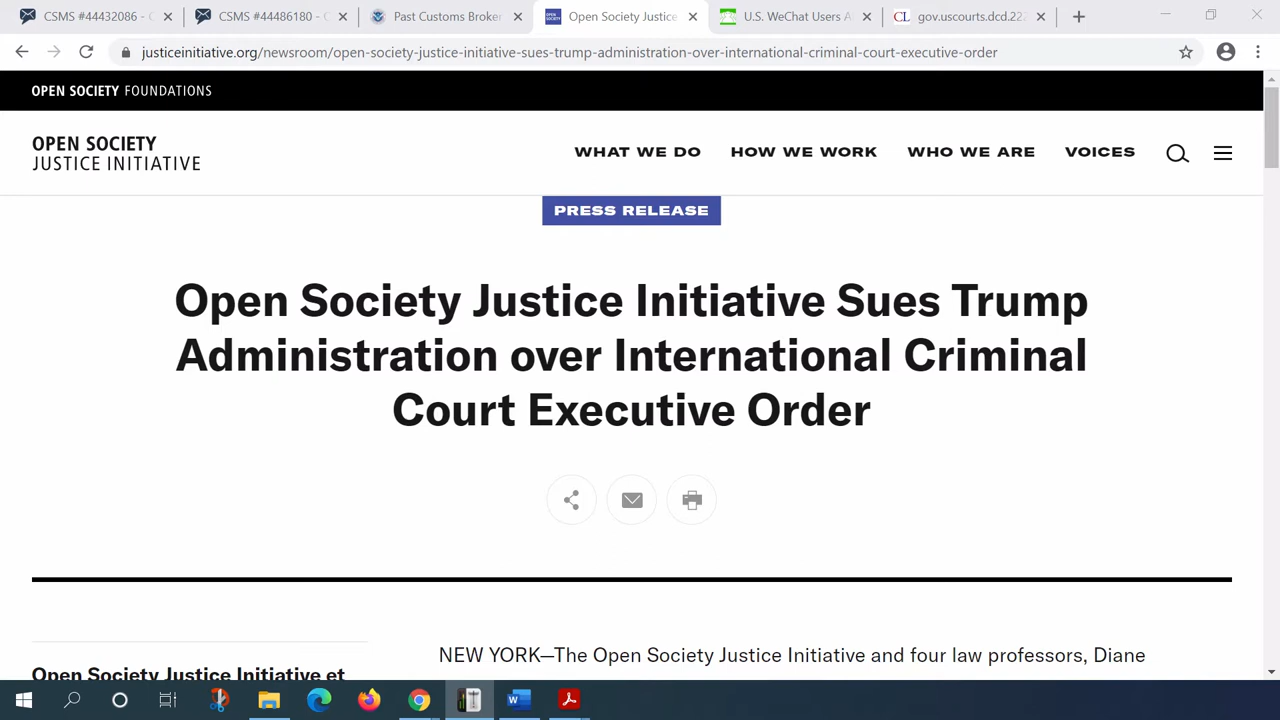 CSMS #44438686 - C
CSMS #44485180 - C
Past Customs Broker
Open Society Justice
U.S. WeChat Users A
gov.uscourts.dcd.22
justiceinitiative.org/newsroom/open-society-justice-initiative-sues-trump-administration-over-international-criminal-court-executive-order
OPEN SOCIETY FOUNDATIONS
OPEN SOCIETY
JUSTICE INITIATIVE
WHAT WE DO
HOW WE WORK
WHO WE ARE
VOICES
PRESS RELEASE
Open Society Justice Initiative Sues Trump
Administration over International Criminal
Court Executive Order
NEW YORK—The Open Society Justice Initiative and four law professors, Diane
Open Society Justice Initiative et